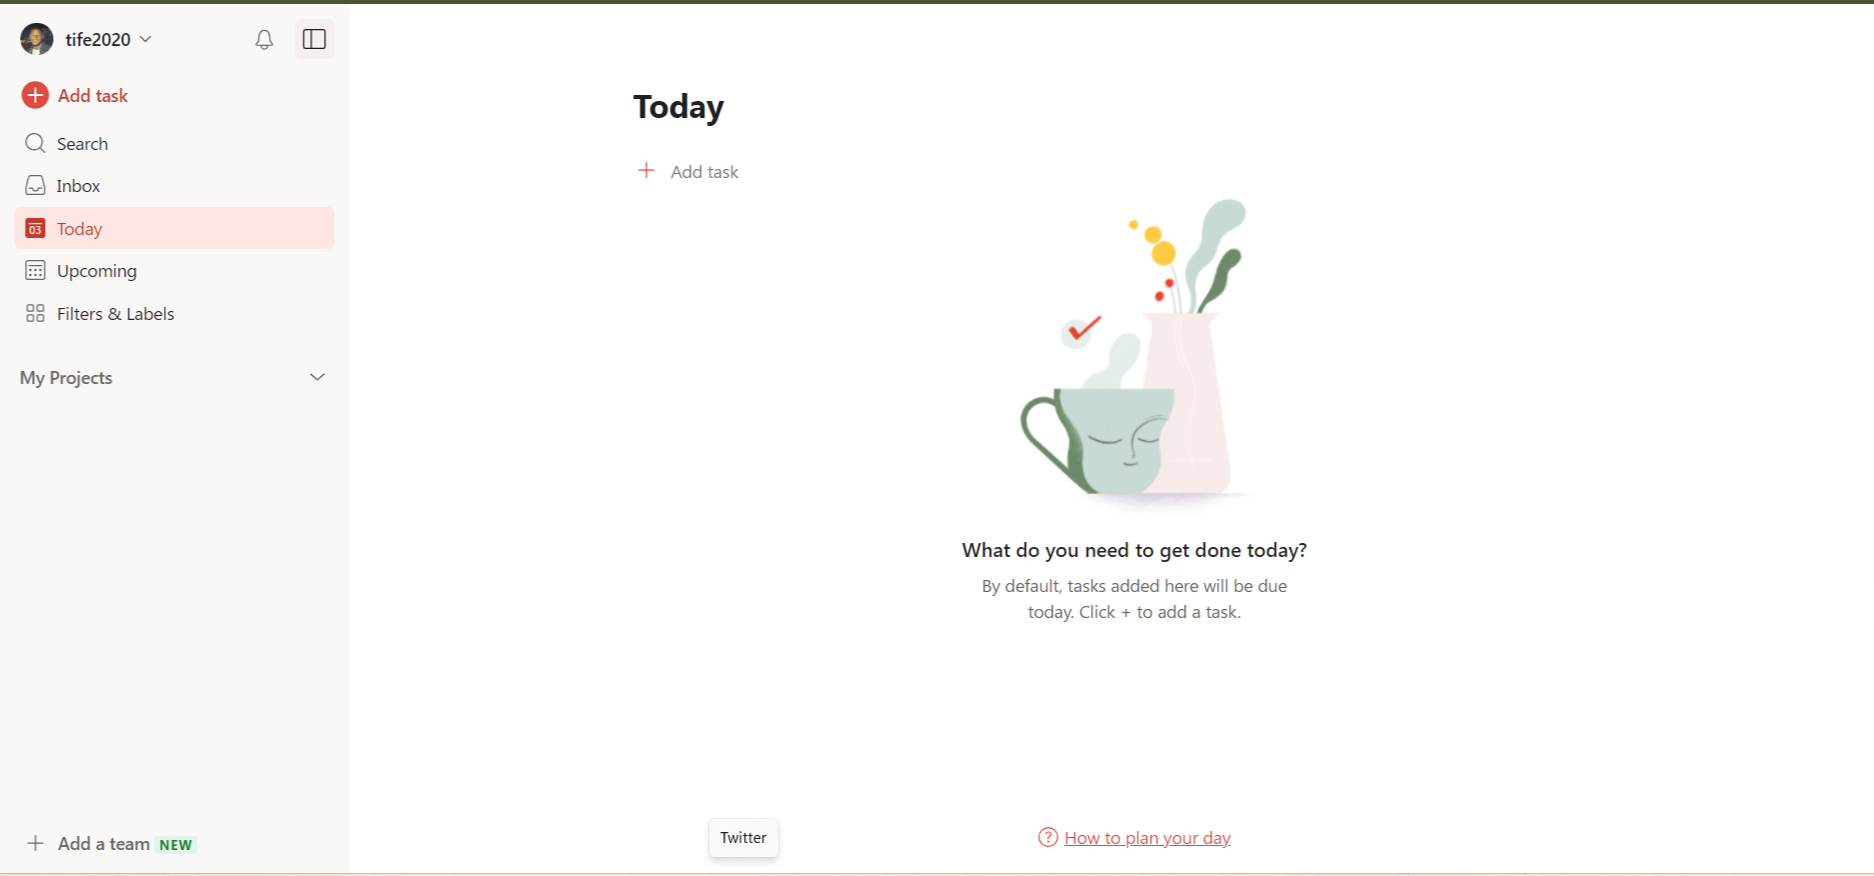 tife2020
Add task
Search
Inbox
03 Today
Upcoming
Filters & Labels
My Projects
+ Add a team NEW
Today
+ Add task
What do you need to get done today?
By default, tasks added here will be due
today. Click + to add a task.
Twitter
? How to plan your day